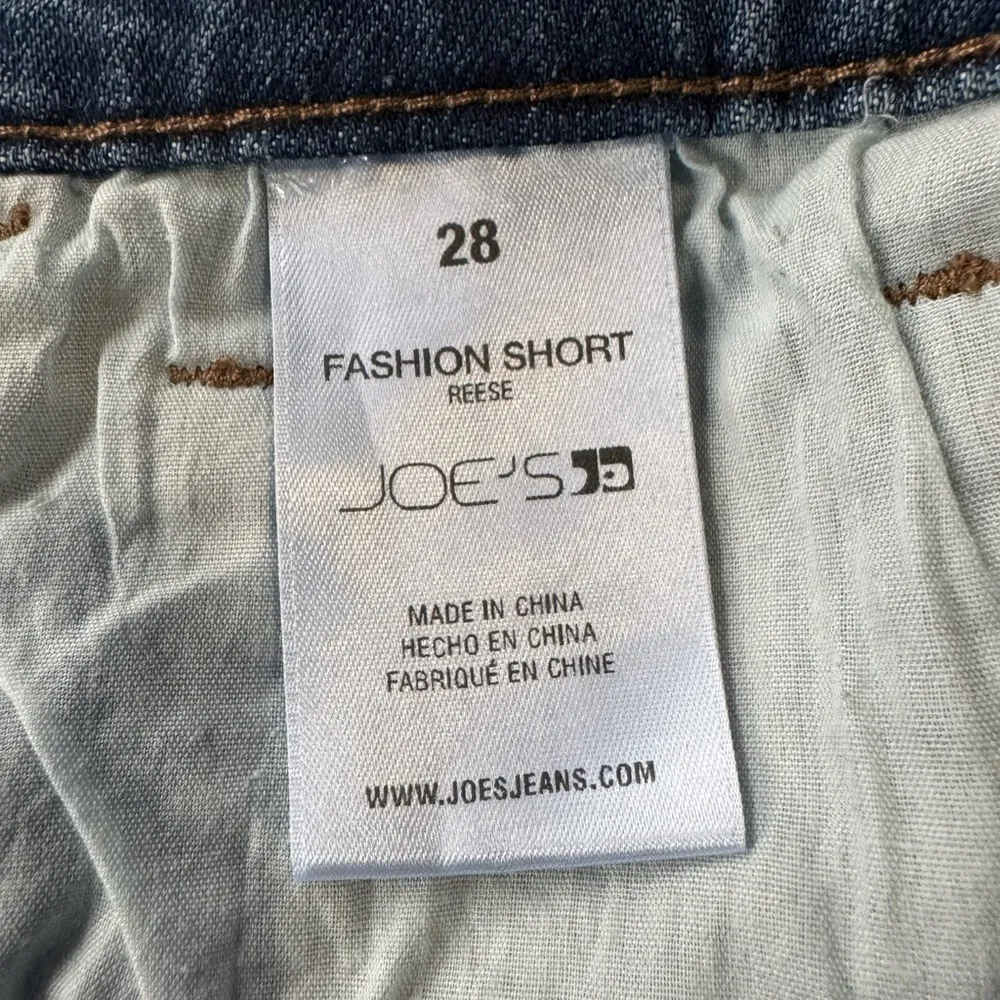 28
FASHION SHORT
REESE
JOE'S
MADE IN CHINA
HECHO EN CHINA
FABRIQUÉ EN CHINE
WWW.JOESJEANS.COM